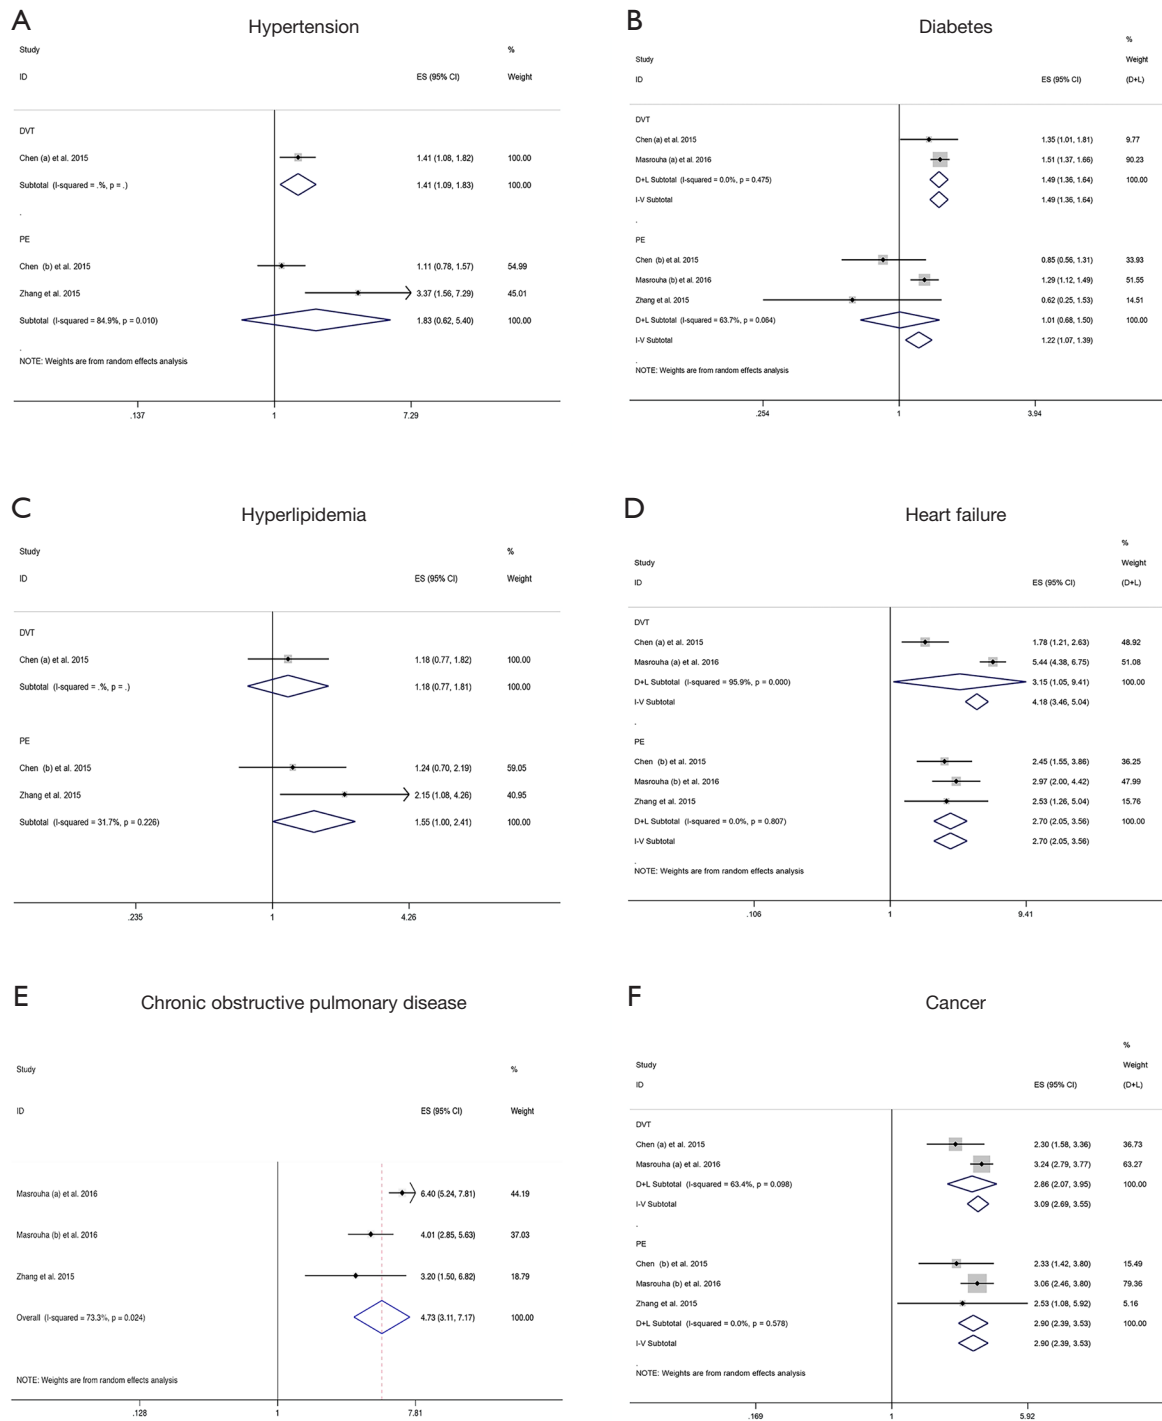 A
Hypertension
Study %
ID ES (95% CI) Weight
DVT
Chen (a) et al. 2015 1.41 (1.08, 1.82) 100.00
Subtotal (I-squared = .%, p = .) 1.41 (1.09, 1.83) 100.00
.
PE
Chen (b) et al. 2015 1.11 (0.78, 1.57) 54.99
Zhang et al. 2015 3.37 (1.56, 7.29) 45.01
Subtotal (I-squared = 84.9%, p = 0.010) 1.83 (0.62, 5.40) 100.00
.
NOTE: Weights are from random effects analysis
.137 1 7.29
B
Diabetes
%
Study Weight
ID ES (95% CI) (D+L)
DVT
Chen (a) et al. 2015 1.35 (1.01, 1.81) 9.77
Masrouha (a) et al. 2016 1.51 (1.37, 1.66) 90.23
D+L Subtotal (I-squared = 0.0%, p = 0.475) 1.49 (1.36, 1.64) 100.00
I-V Subtotal 1.49 (1.36, 1.64)
.
PE
Chen (b) et al. 2015 0.85 (0.56, 1.31) 33.93
Masrouha (b) et al. 2016 1.29 (1.12, 1.49) 51.55
Zhang et al. 2015 0.62 (0.25, 1.53) 14.51
D+L Subtotal (I-squared = 63.7%, p = 0.064) 1.01 (0.68, 1.50) 100.00
I-V Subtotal 1.22 (1.07, 1.39)
.
NOTE: Weights are from random effects analysis
.254 1 3.94
C
Hyperlipidemia
Study %
ID ES (95% CI) Weight
DVT
Chen (a) et al. 2015 1.18 (0.77, 1.82) 100.00
Subtotal (I-squared = .%, p = .) 1.18 (0.77, 1.81) 100.00
.
PE
Chen (b) et al. 2015 1.24 (0.70, 2.19) 59.05
Zhang et al. 2015 2.15 (1.08, 4.26) 40.95
Subtotal (I-squared = 31.7%, p = 0.226) 1.55 (1.00, 2.41) 100.00
.235 1 4.26
D
Heart failure
%
Study Weight
ID ES (95% CI) (D+L)
DVT
Chen (a) et al. 2015 1.78 (1.21, 2.63) 48.92
Masrouha (a) et al. 2016 5.44 (4.38, 6.75) 51.08
D+L Subtotal (I-squared = 95.9%, p = 0.000) 3.15 (1.05, 9.41) 100.00
I-V Subtotal 4.18 (3.46, 5.04)
.
PE
Chen (b) et al. 2015 2.45 (1.55, 3.86) 36.25
Masrouha (b) et al. 2016 2.97 (2.00, 4.42) 47.99
Zhang et al. 2015 2.53 (1.26, 5.04) 15.76
D+L Subtotal (I-squared = 0.0%, p = 0.807) 2.70 (2.05, 3.56) 100.00
I-V Subtotal 2.70 (2.05, 3.56)
.
NOTE: Weights are from random effects analysis
.106 1 9.41
E
Chronic obstructive pulmonary disease
Study %
ID ES (95% CI) Weight
Masrouha (a) et al. 2016 6.40 (5.24, 7.81) 44.19
Masrouha (b) et al. 2016 4.01 (2.85, 5.63) 37.03
Zhang et al. 2015 3.20 (1.50, 6.82) 18.79
Overall (I-squared = 73.3%, p = 0.024) 4.73 (3.11, 7.17) 100.00
NOTE: Weights are from random effects analysis
.128 1 7.81
F
Cancer
%
Study Weight
ID ES (95% CI) (D+L)
DVT
Chen (a) et al. 2015 2.30 (1.58, 3.36) 36.73
Masrouha (a) et al. 2016 3.24 (2.79, 3.77) 63.27
D+L Subtotal (I-squared = 63.4%, p = 0.098) 2.86 (2.07, 3.95) 100.00
I-V Subtotal 3.09 (2.69, 3.55)
.
PE
Chen (b) et al. 2015 2.33 (1.42, 3.80) 15.49
Masrouha (b) et al. 2016 3.06 (2.46, 3.80) 79.36
Zhang et al. 2015 2.53 (1.08, 5.92) 5.16
D+L Subtotal (I-squared = 0.0%, p = 0.578) 2.90 (2.39, 3.53) 100.00
I-V Subtotal 2.90 (2.39, 3.53)
.
NOTE: Weights are from random effects analysis
.169 1 5.92